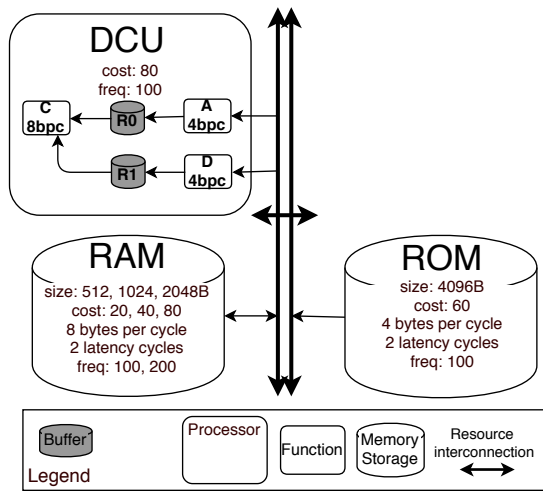 DCU
cost: 80
freq: 100
C
8bpc
R0
A
4bpc
R1
D
4bpc
RAM
size: 512, 1024, 2048B
cost: 20, 40, 80
8 bytes per cycle
2 latency cycles
freq: 100, 200
ROM
size: 4096B
cost: 60
4 bytes per cycle
2 latency cycles
freq: 100
Buffer
Legend
Processor
Function
Memory
Storage
Resource
interconnection